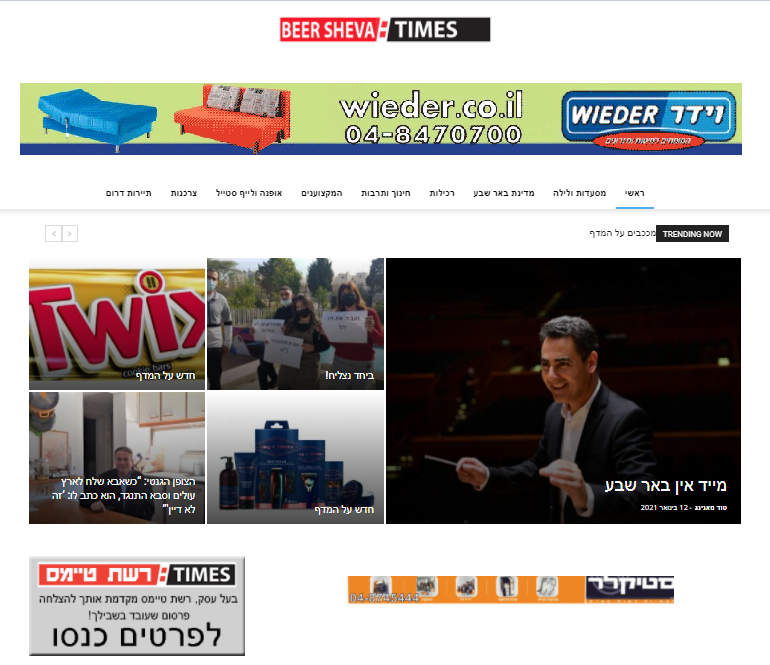 BEER SHEVA TIMES
wieder.co.il
04-8470700
WIEDER וידר
ראשי
מסעדות ולילה
מדינת באר שבע
רכילות
חינוך ותרבות
המקצוענים
אופנה ולייף סטייל
צרכנות
תיירות דרום
TRENDING NOW
מככבים על המדף
TWIX
cookie bars
חדש על המדף
ביחד נצליח!
מייד אין באר שבע
12 בינואר 2021
הצופן הגנטי: "כשאבא שלח לארץ
עולים וסבא התנגד, הוא כתב לו: 'זה
לא דיין'"
חדש על המדף
רשת טיימס TIMES
בעל עסק, רשת טיימס מקדמת אותך להצלחה
פרסום שעובד בשבילך!
לפרטים כנסו
סטיקלר
04-8745444